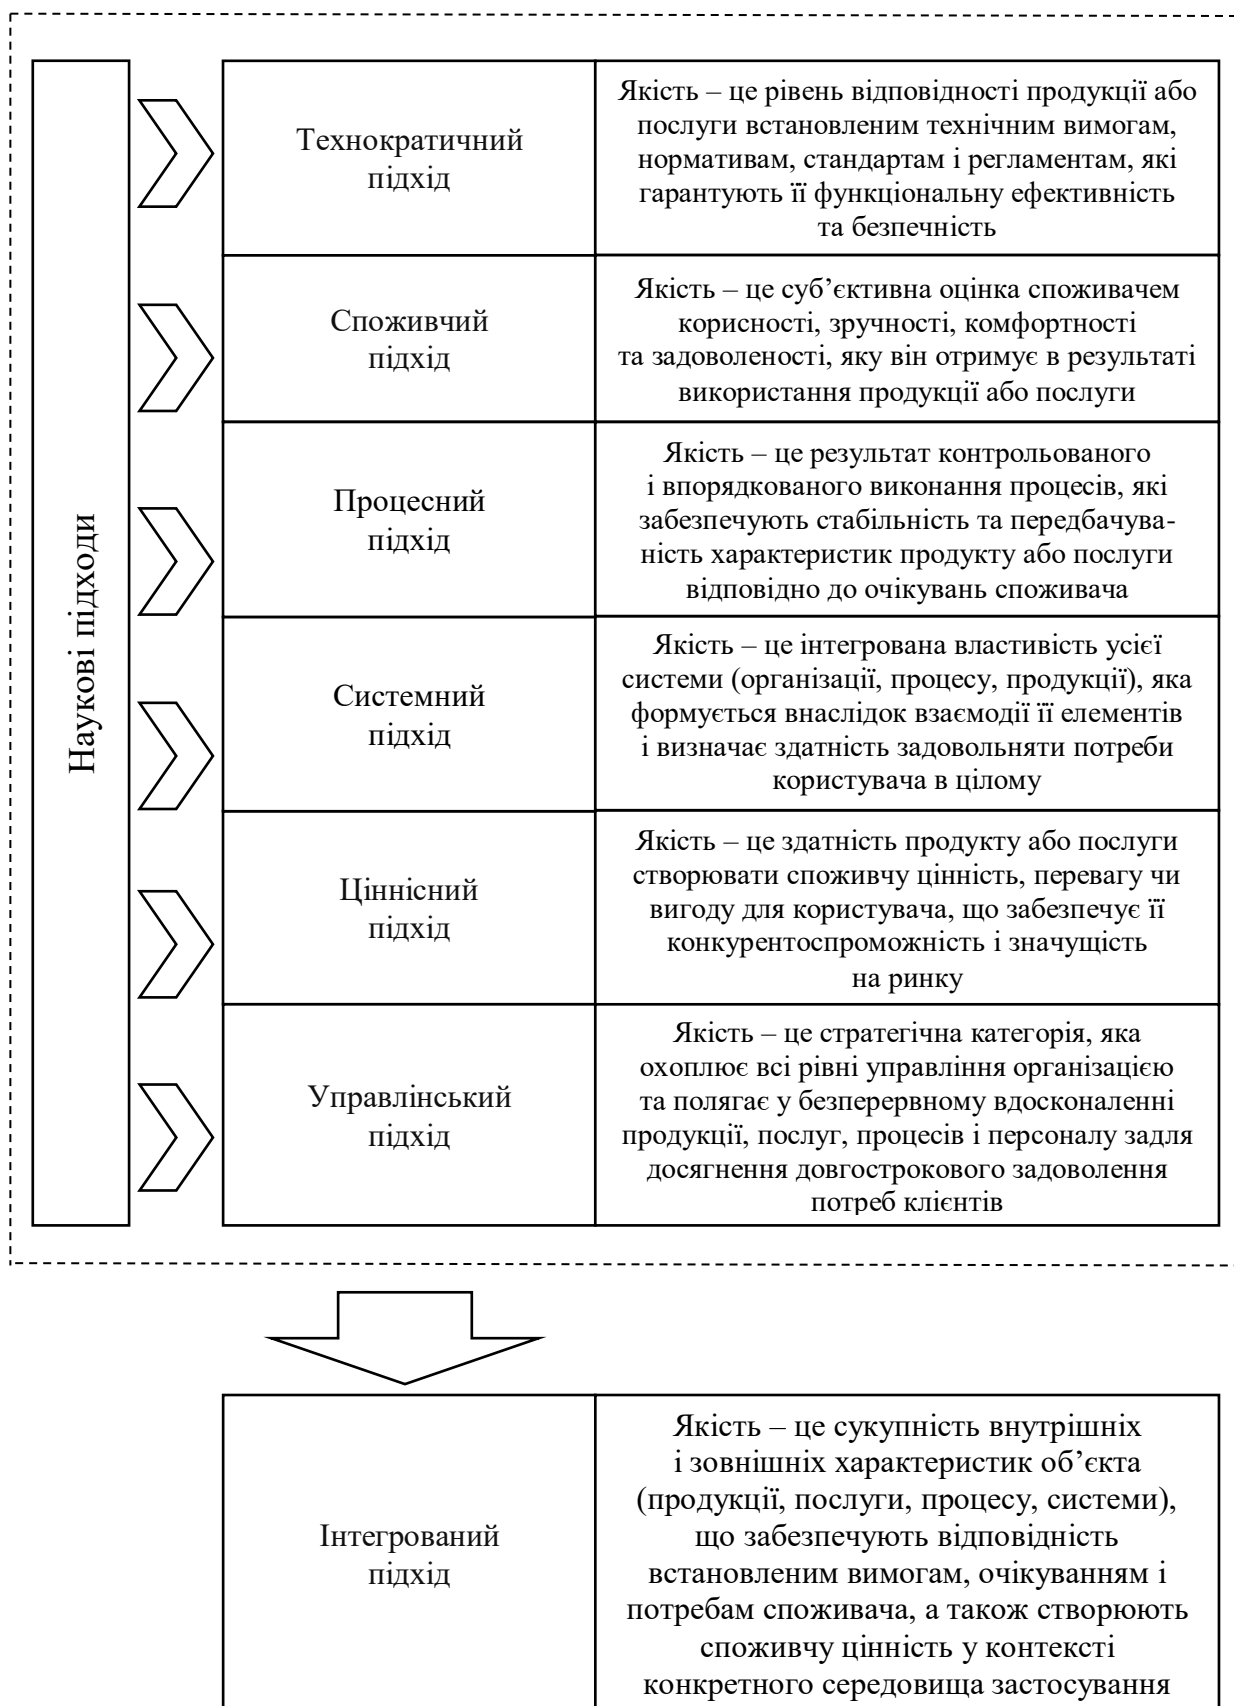 Наукові підходи
Технократичний
підхід
Якість – це рівень відповідності продукції або
послуги встановленим технічним вимогам,
нормативам, стандартам і регламентам, які
гарантують її функціональну ефективність
та безпечність
Споживчий
підхід
Якість – це суб’єктивна оцінка споживачем
корисності, зручності, комфортності
та задоволеності, яку він отримує в результаті
використання продукції або послуги
Процесний
підхід
Якість – це результат контрольованого
і впорядкованого виконання процесів, які
забезпечують стабільність та передбачува-
ність характеристик продукту або послуги
відповідно до очікувань споживача
Системний
підхід
Якість – це інтегрована властивість усієї
системи (організації, процесу, продукції), яка
формується внаслідок взаємодії її елементів
і визначає здатність задовольняти потреби
користувача в цілому
Ціннісний
підхід
Якість – це здатність продукту або послуги
створювати споживчу цінність, перевагу чи
вигоду для користувача, що забезпечує її
конкурентоспроможність і значущість
на ринку
Управлінський
підхід
Якість – це стратегічна категорія, яка
охоплює всі рівні управління організацією
та полягає у безперервному вдосконаленні
продукції, послуг, процесів і персоналу задля
досягнення довгострокового задоволення
потреб клієнтів
Інтегрований
підхід
Якість – це сукупність внутрішніх
і зовнішніх характеристик об’єкта
(продукції, послуги, процесу, системи),
що забезпечують відповідність
встановленим вимогам, очікуванням і
потребам споживача, а також створюють
споживчу цінність у контексті
конкретного середовища застосування